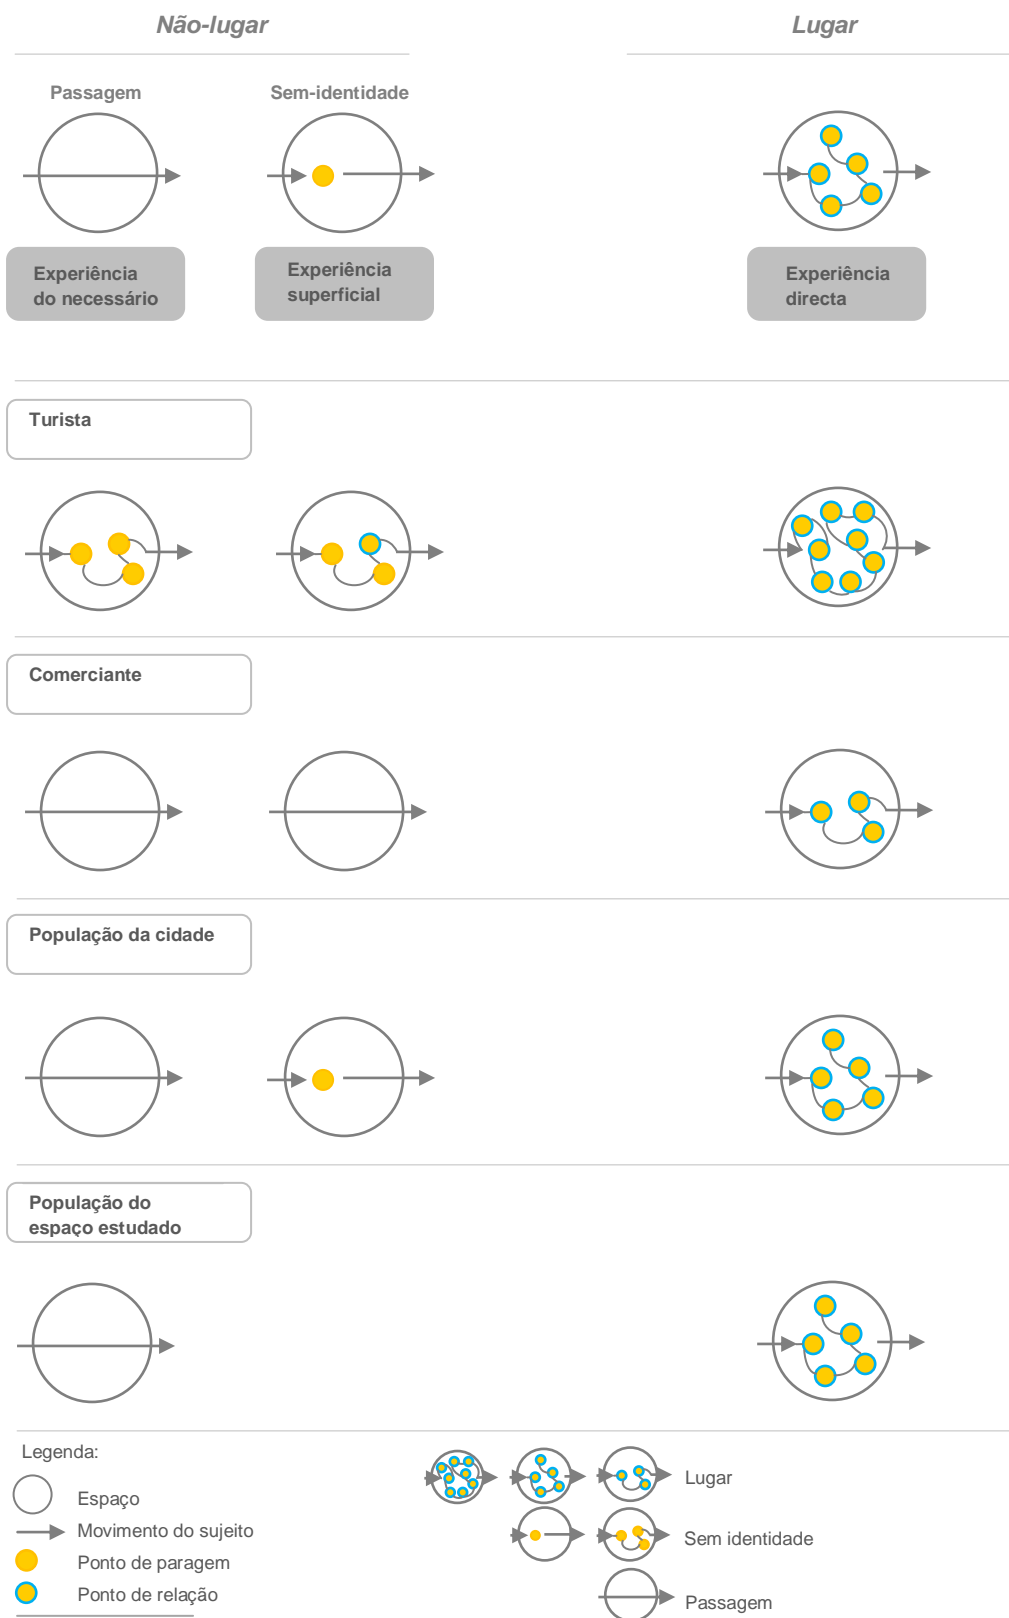 Não-lugar
Lugar
Passagem
Sem-identidade
Experiência
do necessário
Experiência
superficial
Experiência
directa
Turista
Comerciante
População da cidade
População do
espaço estudado
Legenda:
Espaço
Movimento do sujeito
Ponto de paragem
Ponto de relação
Lugar
Sem identidade
Passagem